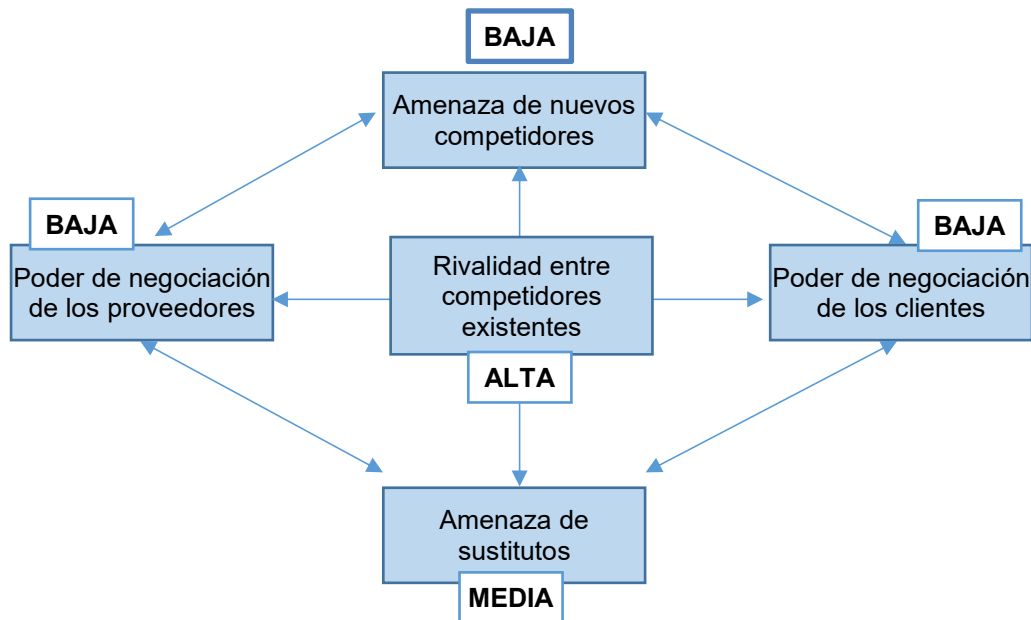 BAJA
Amenaza de nuevos
competidores
BAJA
Poder de negociación
de los proveedores
Rivalidad entre
competidores
existentes
ALTA
BAJA
Poder de negociación
de los clientes
Amenaza de
sustitutos
MEDIA